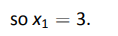 so x₁ = 3.